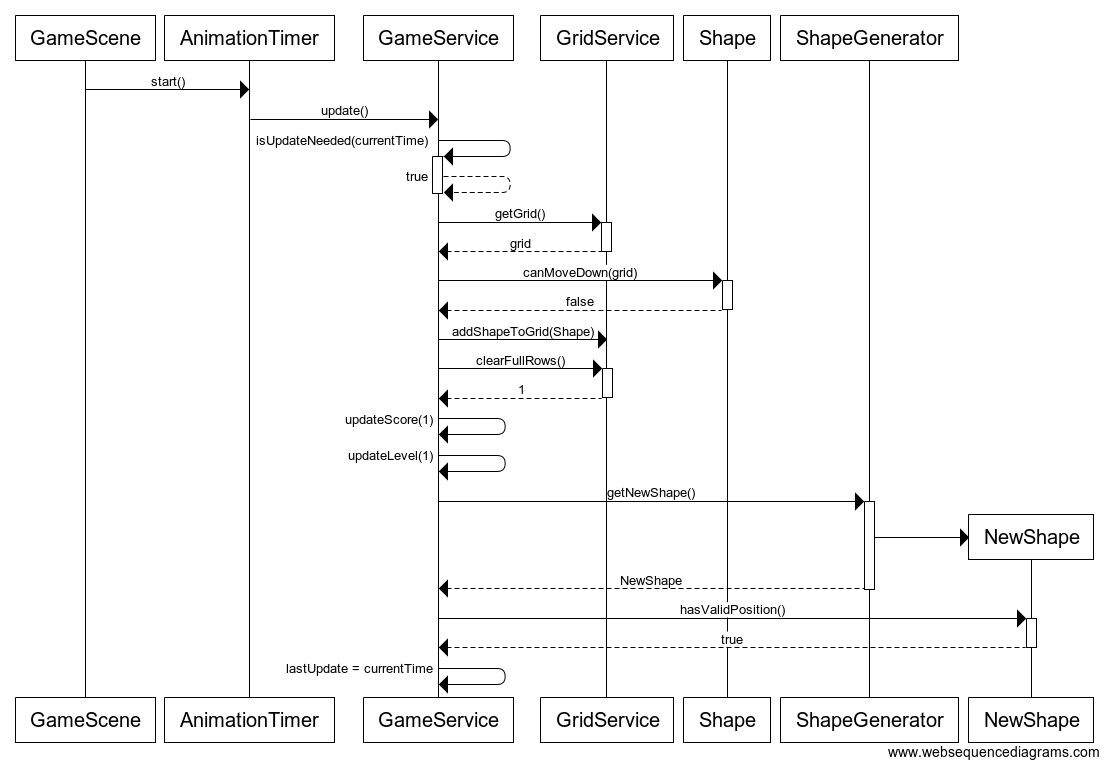 GameScene AnimationTimer GameService GridService Shape ShapeGenerator
start()
update()
isUpdateNeeded(currentTime)
true
getGrid()
grid
canMoveDown(grid)
false
addShapeToGrid(Shape)
clearFullRows()
1
updateScore(1)
updateLevel(1)
getNewShape()
NewShape
NewShape
hasValidPosition()
true
lastUpdate = currentTime
GameScene AnimationTimer GameService GridService Shape ShapeGenerator NewShape
www.websequencediagrams.com